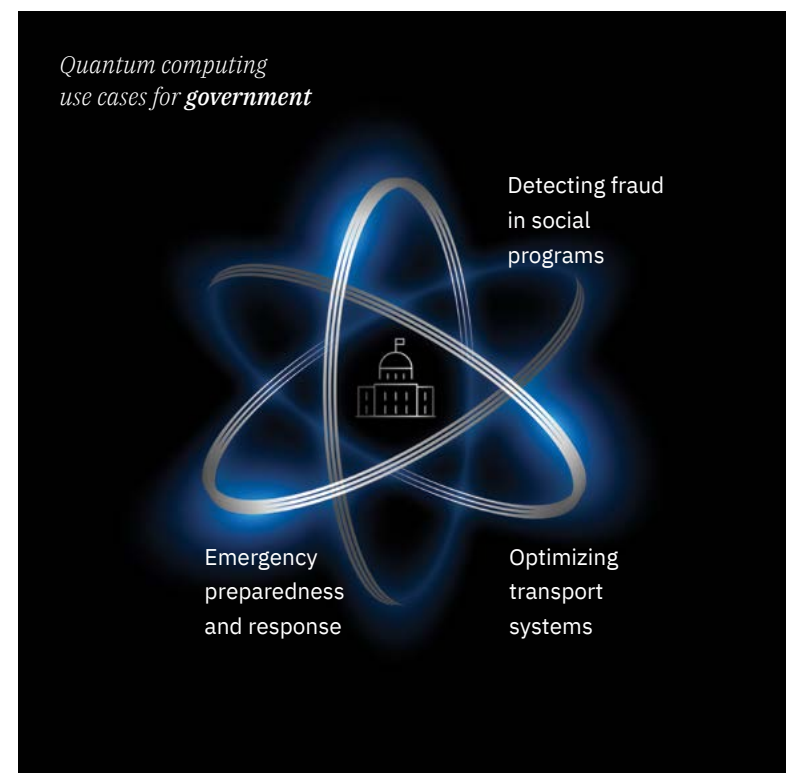 Quantum computing
use cases for government
Detecting fraud
in social
programs
Emergency
preparedness
and response
Optimizing
transport
systems